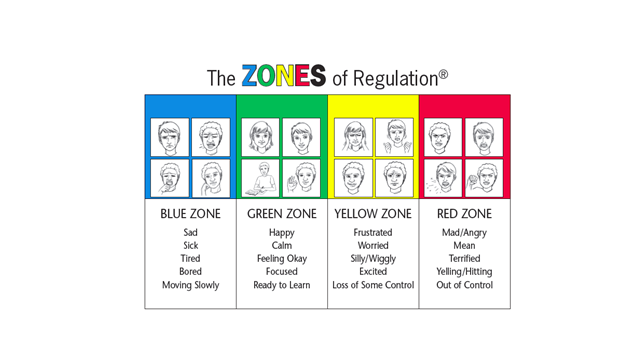 The ZONES of Regulation®
BLUE ZONE
Sad
Sick
Tired
Bored
Moving Slowly
GREEN ZONE
Happy
Calm
Feeling Okay
Focused
Ready to Learn
YELLOW ZONE
Frustrated
Worried
Silly/Wiggly
Excited
Loss of Some Control
RED ZONE
Mad/Angry
Mean
Terrified
Yelling/Hitting
Out of Control